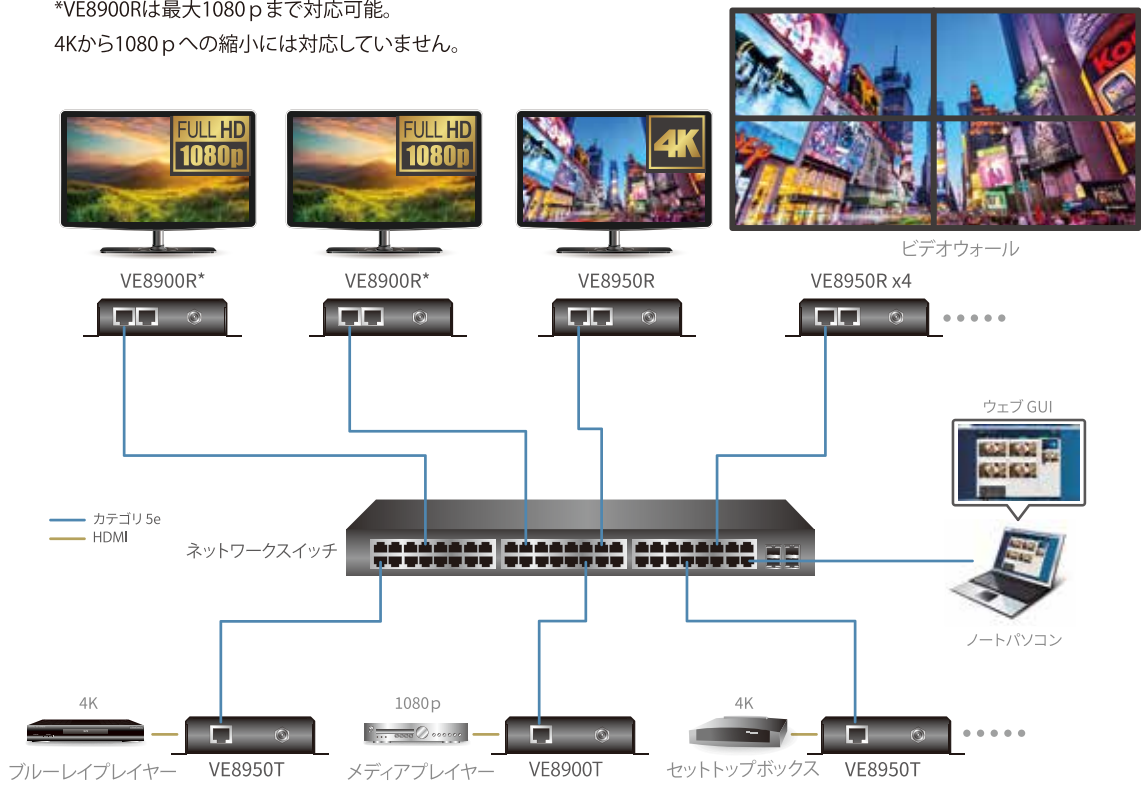 *VE8900Rは最大1080pまで対応可能。
4Kから1080pへの縮小には対応していません。
FULL HD
1080p
FULL HD
1080p
4K
ビデオウォール
VE8900R*
VE8900R*
VE8950R
VE8950R x4
ウェブ GUI
カテゴリ 5e
HDMI
ネットワークスイッチ
ノートパソコン
4K
1080p
4K
ブルーレイプレイヤー
VE8950T
メディアプレイヤー
VE8900T
セットトップボックス
VE8950T